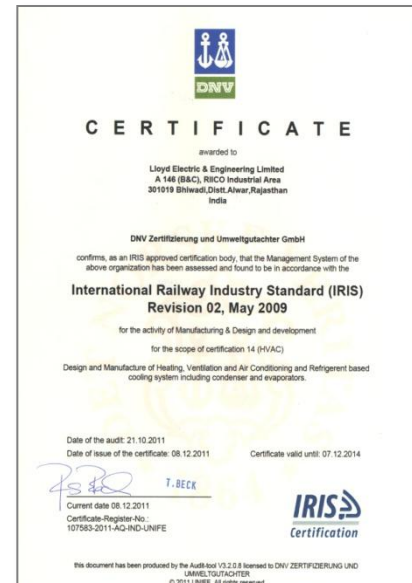 DNV
CERTIFICATE
awarded to
Lloyd Electric & Engineering Limited
A 146 (B&C), RIICO Industrial Area
301019 Bhiwadi,Distt.Alwar,Rajasthan
India
DNV Zertifizierung und Umweltgutachter GmbH
confirms, as an IRIS approved certification body, that the Management System of the
above organization has been assessed and found to be in accordance with the
International Railway Industry Standard (IRIS)
Revision 02, May 2009
for the activity of Manufacturing & Design and development
for the scope of certification 14 (HVAC)
Design and Manufacture of Heating, Ventilation and Air Conditioning and Refrigerent based
cooling system including condenser and evaporators.
Date of the audit: 21.10.2011
Date of issue of the certificate: 08.12.2011 Certificate valid until: 07.12.2014
T.BECK
Current date 08.12.2011
Certificate-Register-No.:
107583-2011-AQ-IND-UNIFE
IRIS
Certification
this document has been produced by the Audit-tool V3.2.0.8 licensed to DNV ZERTIFIZIERUNG UND
UMWELTGUTACHTER
© 2011 UNIFE. All rights reserved